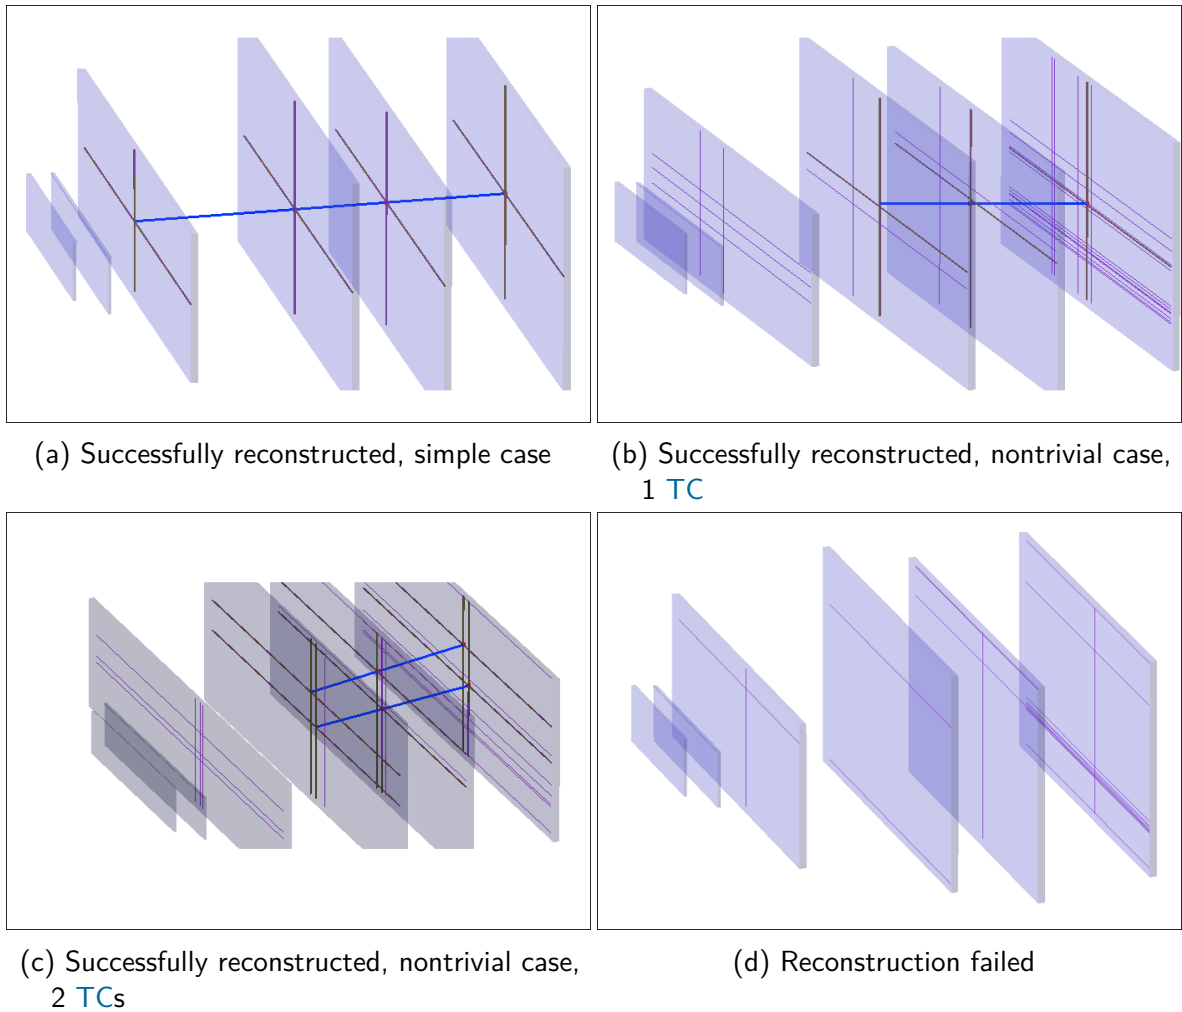 (a) Successfully reconstructed, simple case
(b) Successfully reconstructed, nontrivial case,
1 TC
(c) Successfully reconstructed, nontrivial case,
2 TCs
(d) Reconstruction failed